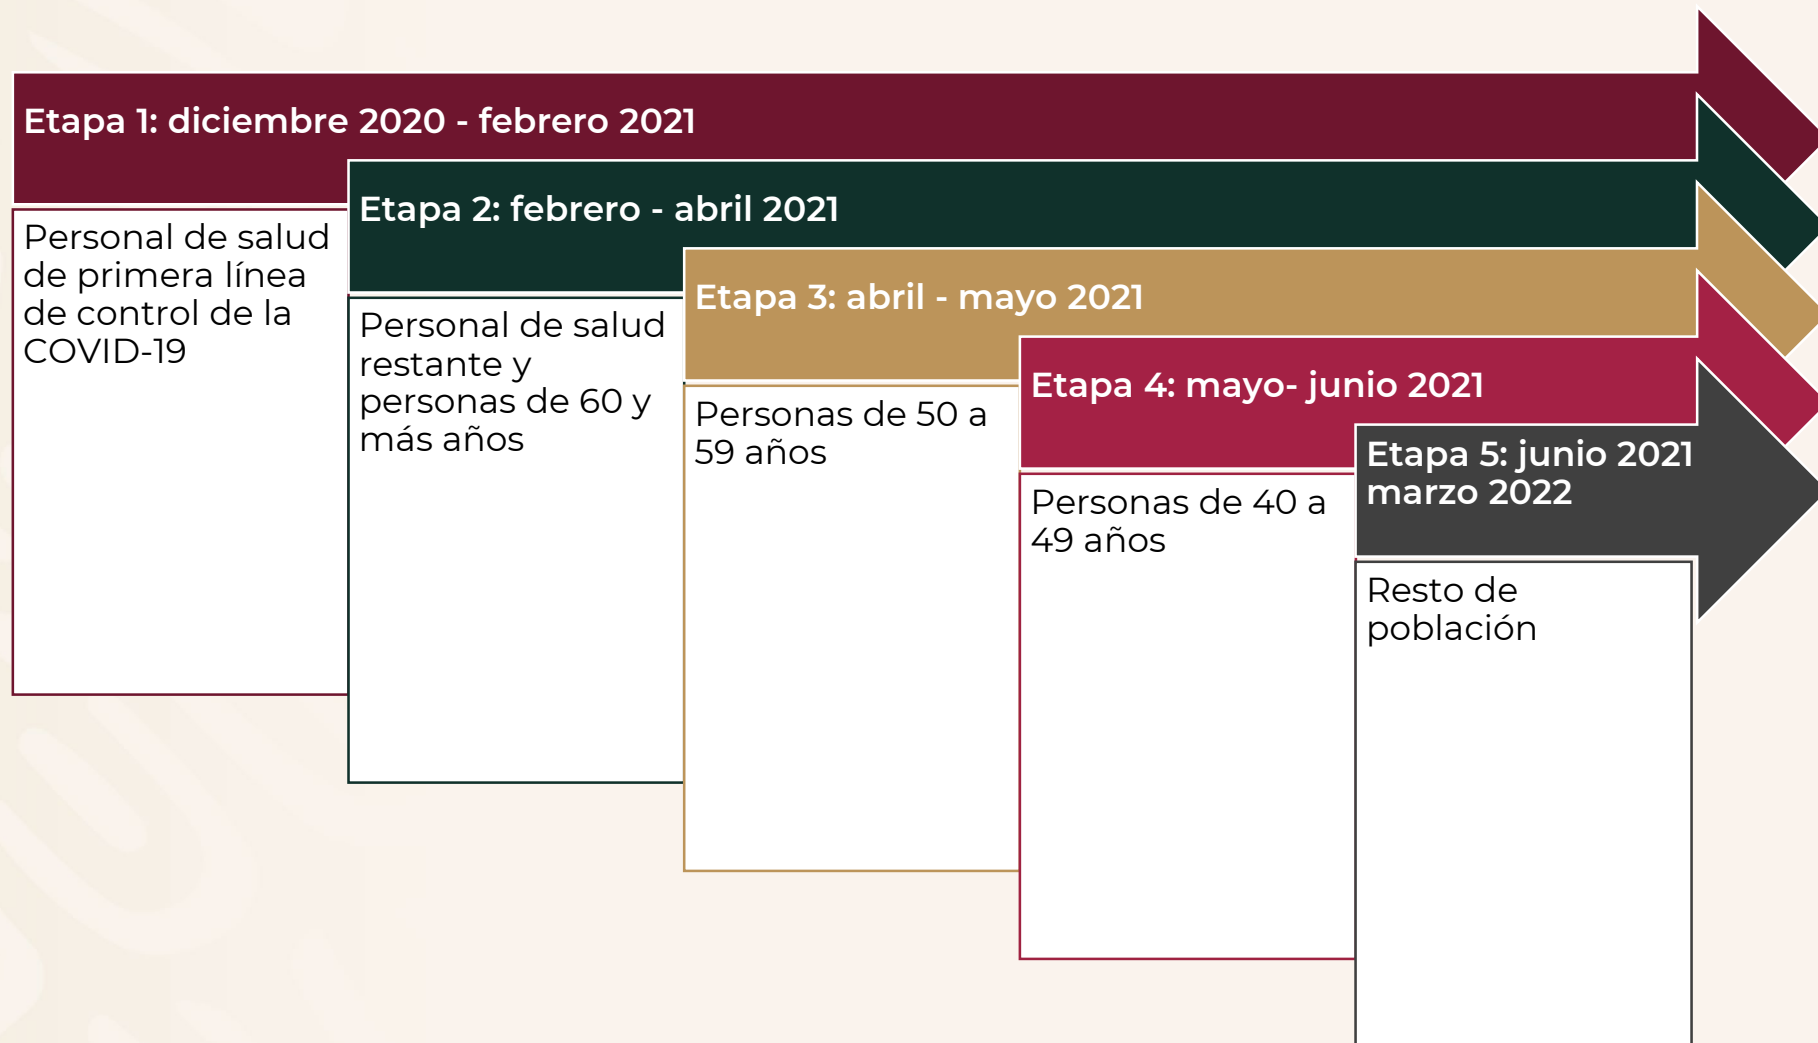 Etapa 1: diciembre 2020 - febrero 2021
Personal de salud
de primera línea
de control de la
COVID-19
Etapa 2: febrero - abril 2021
Personal de salud
restante y
personas de 60 y
más años
Etapa 3: abril - mayo 2021
Personas de 50 a
59 años
Etapa 4: mayo- junio 2021
Personas de 40 a
49 años
Etapa 5: junio 2021
marzo 2022
Resto de
población